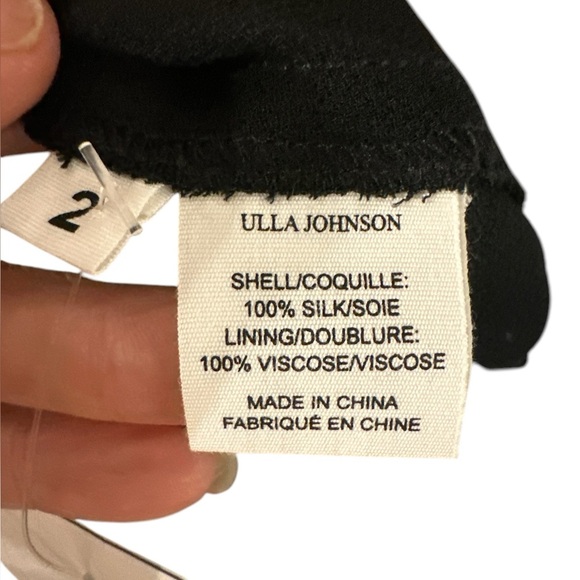 2
ULLA JOHNSON
SHELL/COQUILLE:
100% SILK/SOIE
LINING/DOUBLURE:
100% VISCOSE/VISCOSE
MADE IN CHINA
FABRIQUÉ EN CHINE